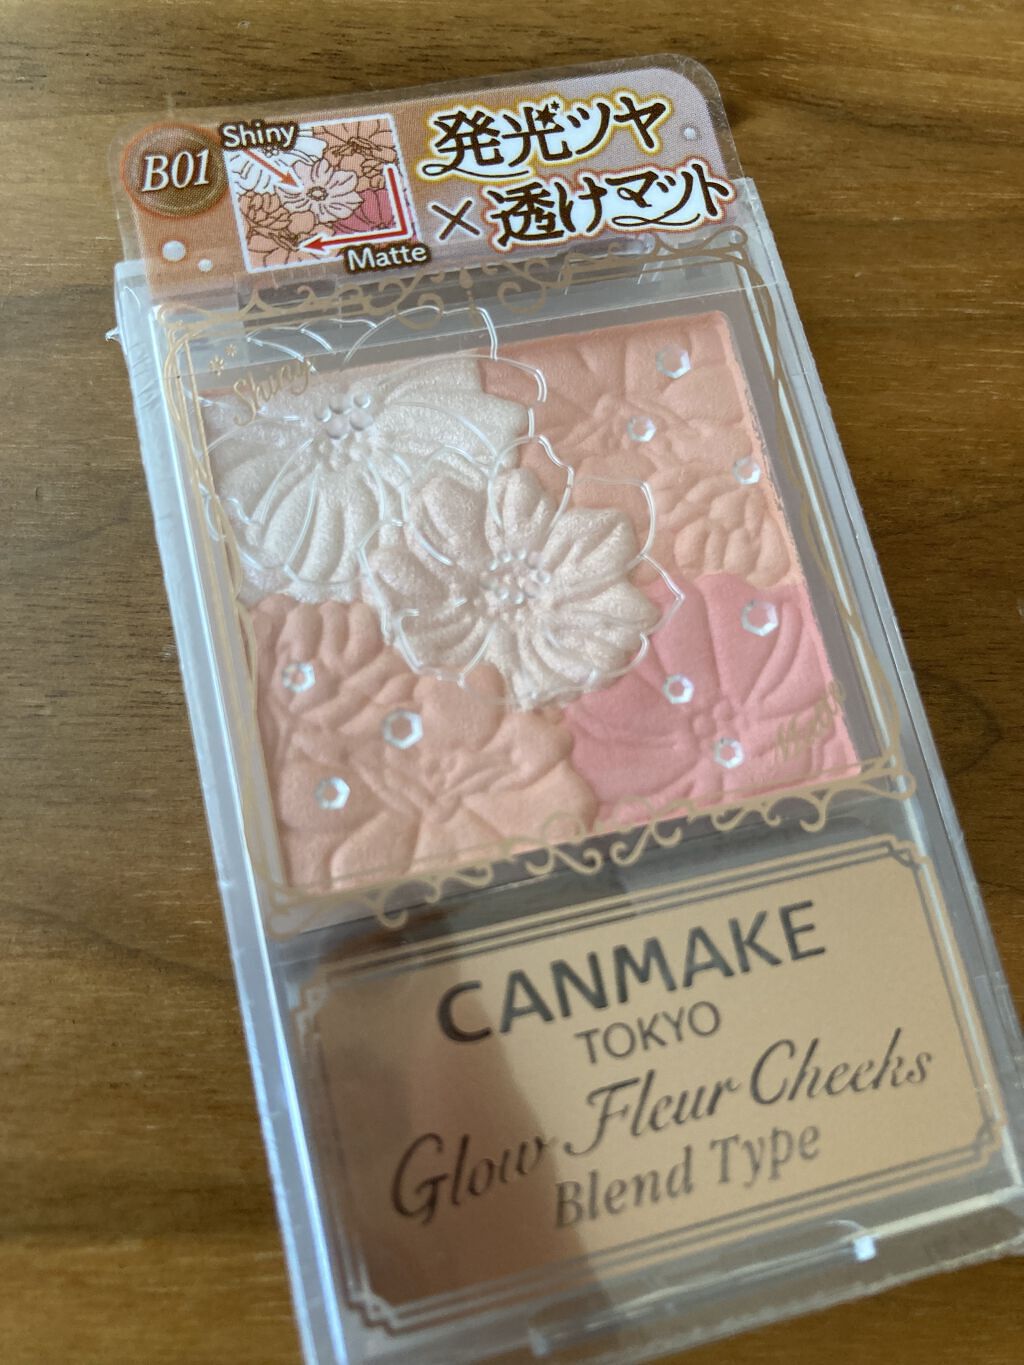 B01
Shiny
Matte
発光ツヤ
×透けマット
Shiny
Matte
CANMAKE
TOKYO
Glow Fleur Cheeks
Blend Type